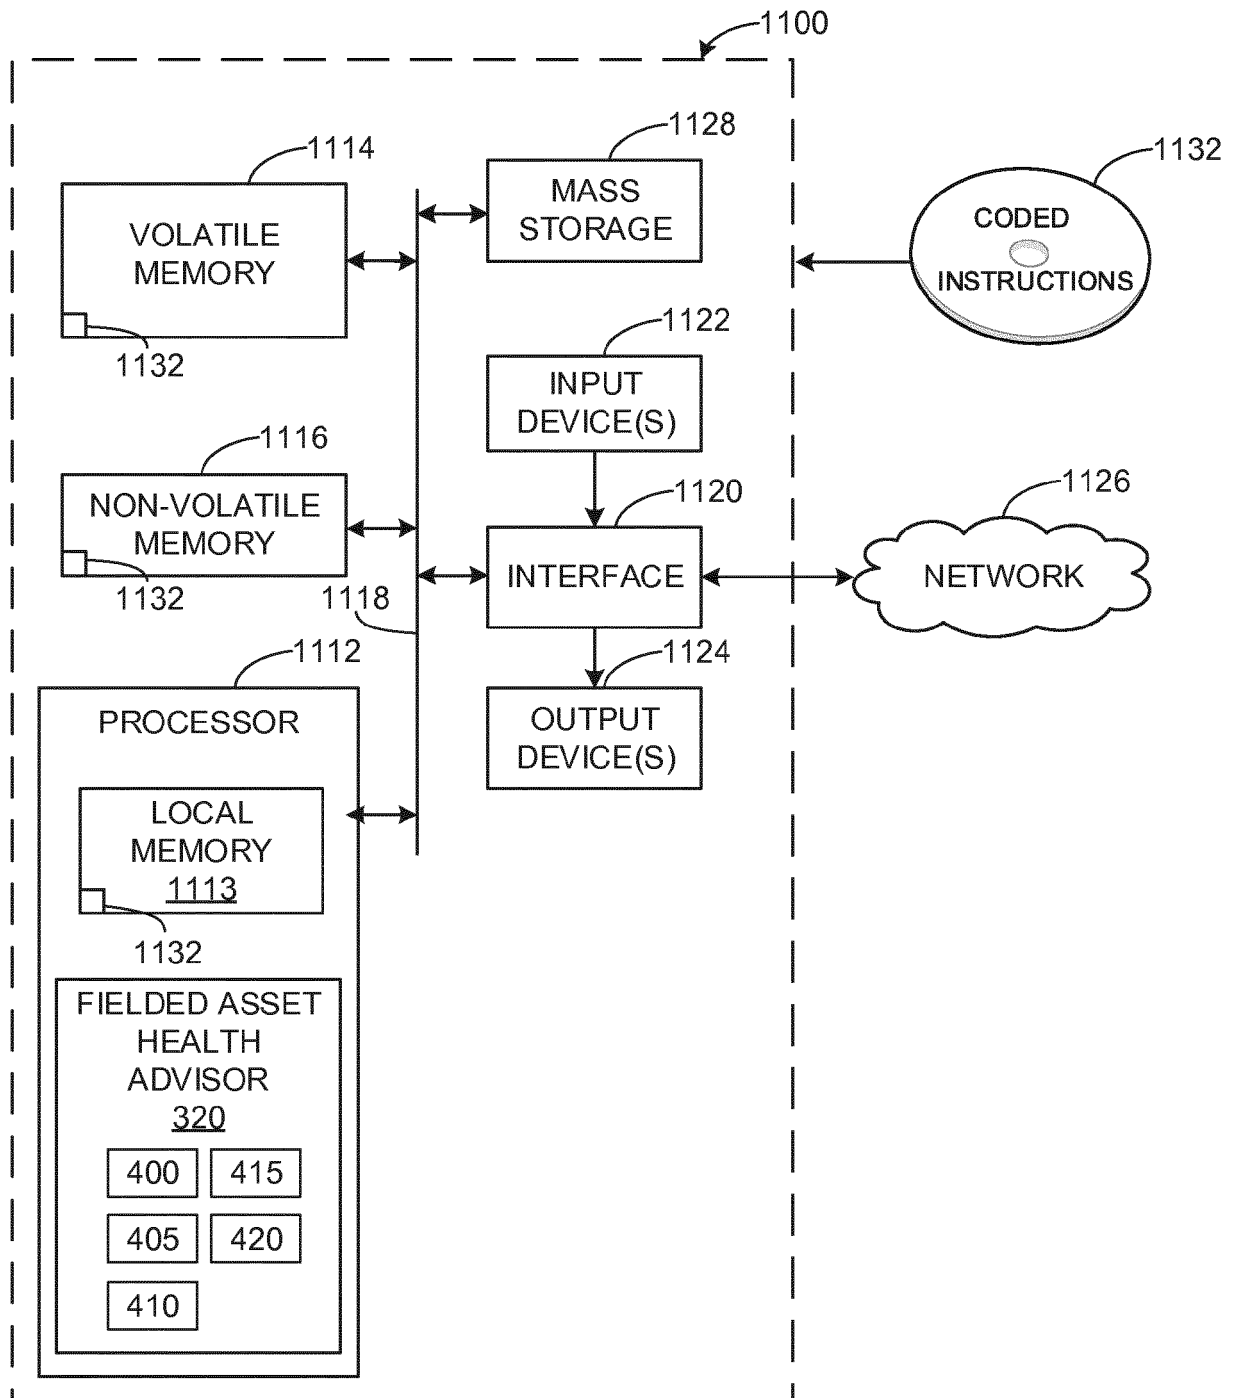 1100
1114
VOLATILE
MEMORY
1132
1128
MASS
STORAGE
1132
CODED
INSTRUCTIONS
1122
INPUT
DEVICE(S)
1116
NON-VOLATILE
MEMORY
1132
1118
1120
INTERFACE
1126
NETWORK
1124
OUTPUT
DEVICE(S)
1112
PROCESSOR
LOCAL
MEMORY
1113
1132
FIELDED ASSET
HEALTH
ADVISOR
320
400 415
405 420
410